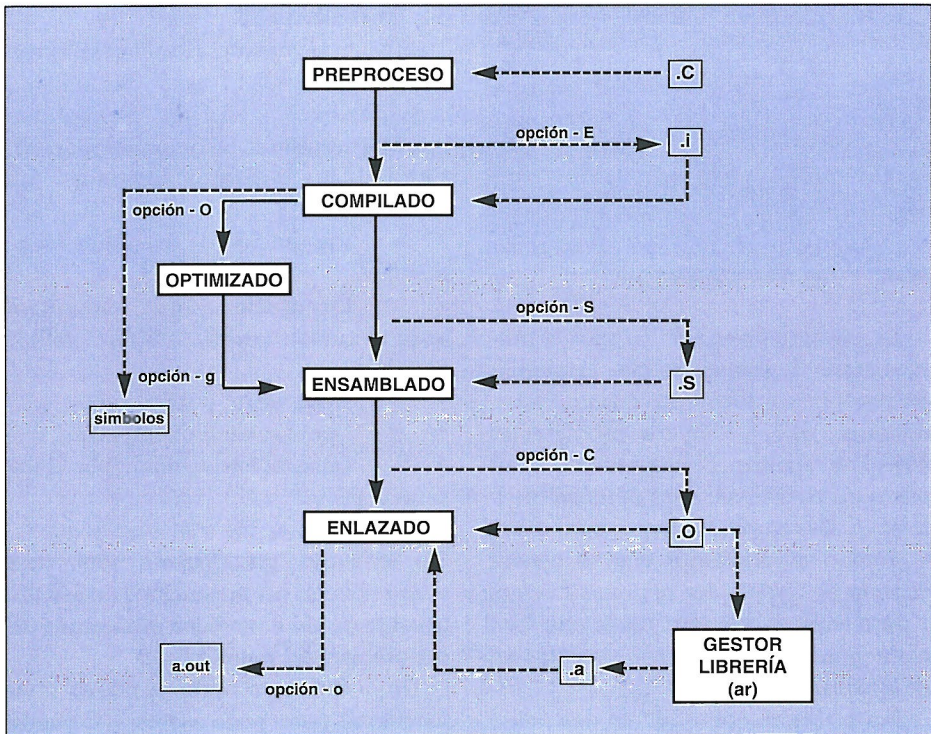 PREPROCESO
.C
opción - E
.i
COMPILADO
opción - O
OPTIMIZADO
opción - S
opción - g
ENSAMBLADO
.S
simbolos
opción - C
ENLAZADO
.O
a.out
opción - o
.a
GESTOR
LIBRERÍA
(ar)